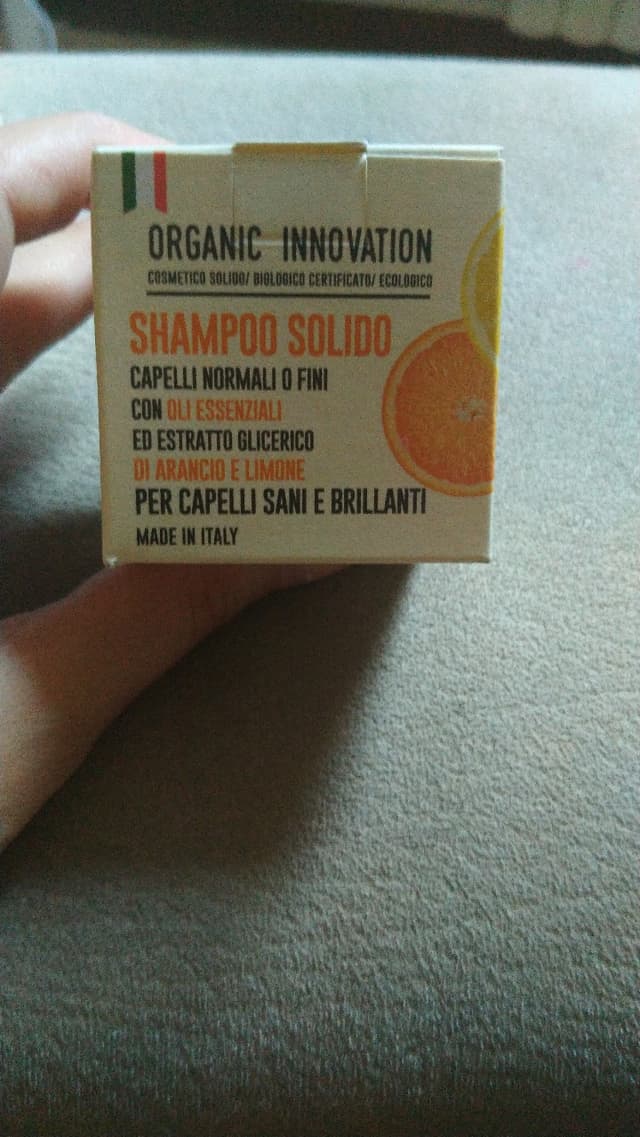 ORGANIC INNOVATION
COSMETICO SOLIDO/ BIOLOGICO CERTIFICATO/ ECOLOGICO
SHAMPOO SOLIDO
CAPELLI NORMALI O FINI
CON OLI ESSENZIALI
ED ESTRATTO GLICERICO
DI ARANCIO E LIMONE
PER CAPELLI SANI E BRILLANTI
MADE IN ITALY